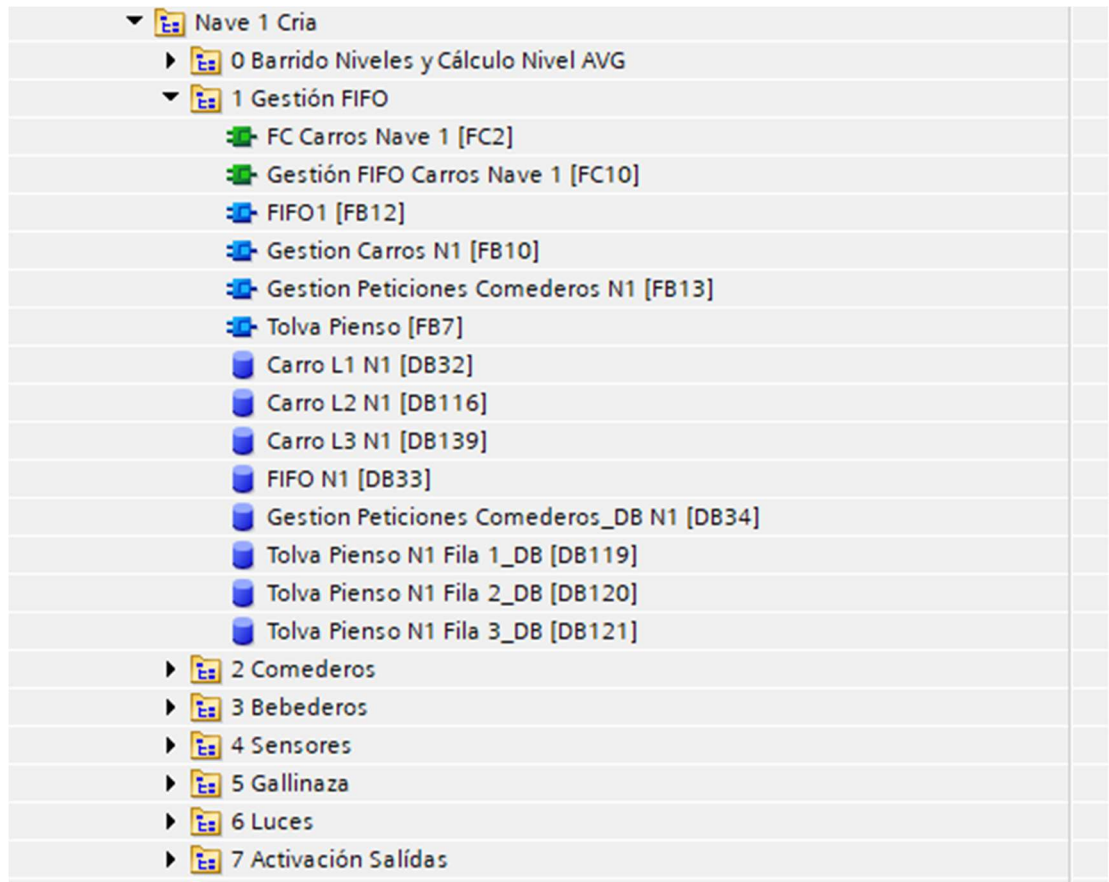 Nave 1 Cria
0 Barrido Niveles y Cálculo Nivel AVG
1 Gestión FIFO
FC Carros Nave 1 [FC2]
Gestión FIFO Carros Nave 1 [FC10]
FIFO1 [FB12]
Gestion Carros N1 [FB10]
Gestion Peticiones Comederos N1 [FB13]
Tolva Pienso [FB7]
Carro L1 N1 [DB32]
Carro L2 N1 [DB116]
Carro L3 N1 [DB139]
FIFO N1 [DB33]
Gestion Peticiones Comederos_DB N1 [DB34]
Tolva Pienso N1 Fila 1_DB [DB119]
Tolva Pienso N1 Fila 2_DB [DB120]
Tolva Pienso N1 Fila 3_DB [DB121]
2 Comederos
3 Bebederos
4 Sensores
5 Gallinaza
6 Luces
7 Activación Salídas